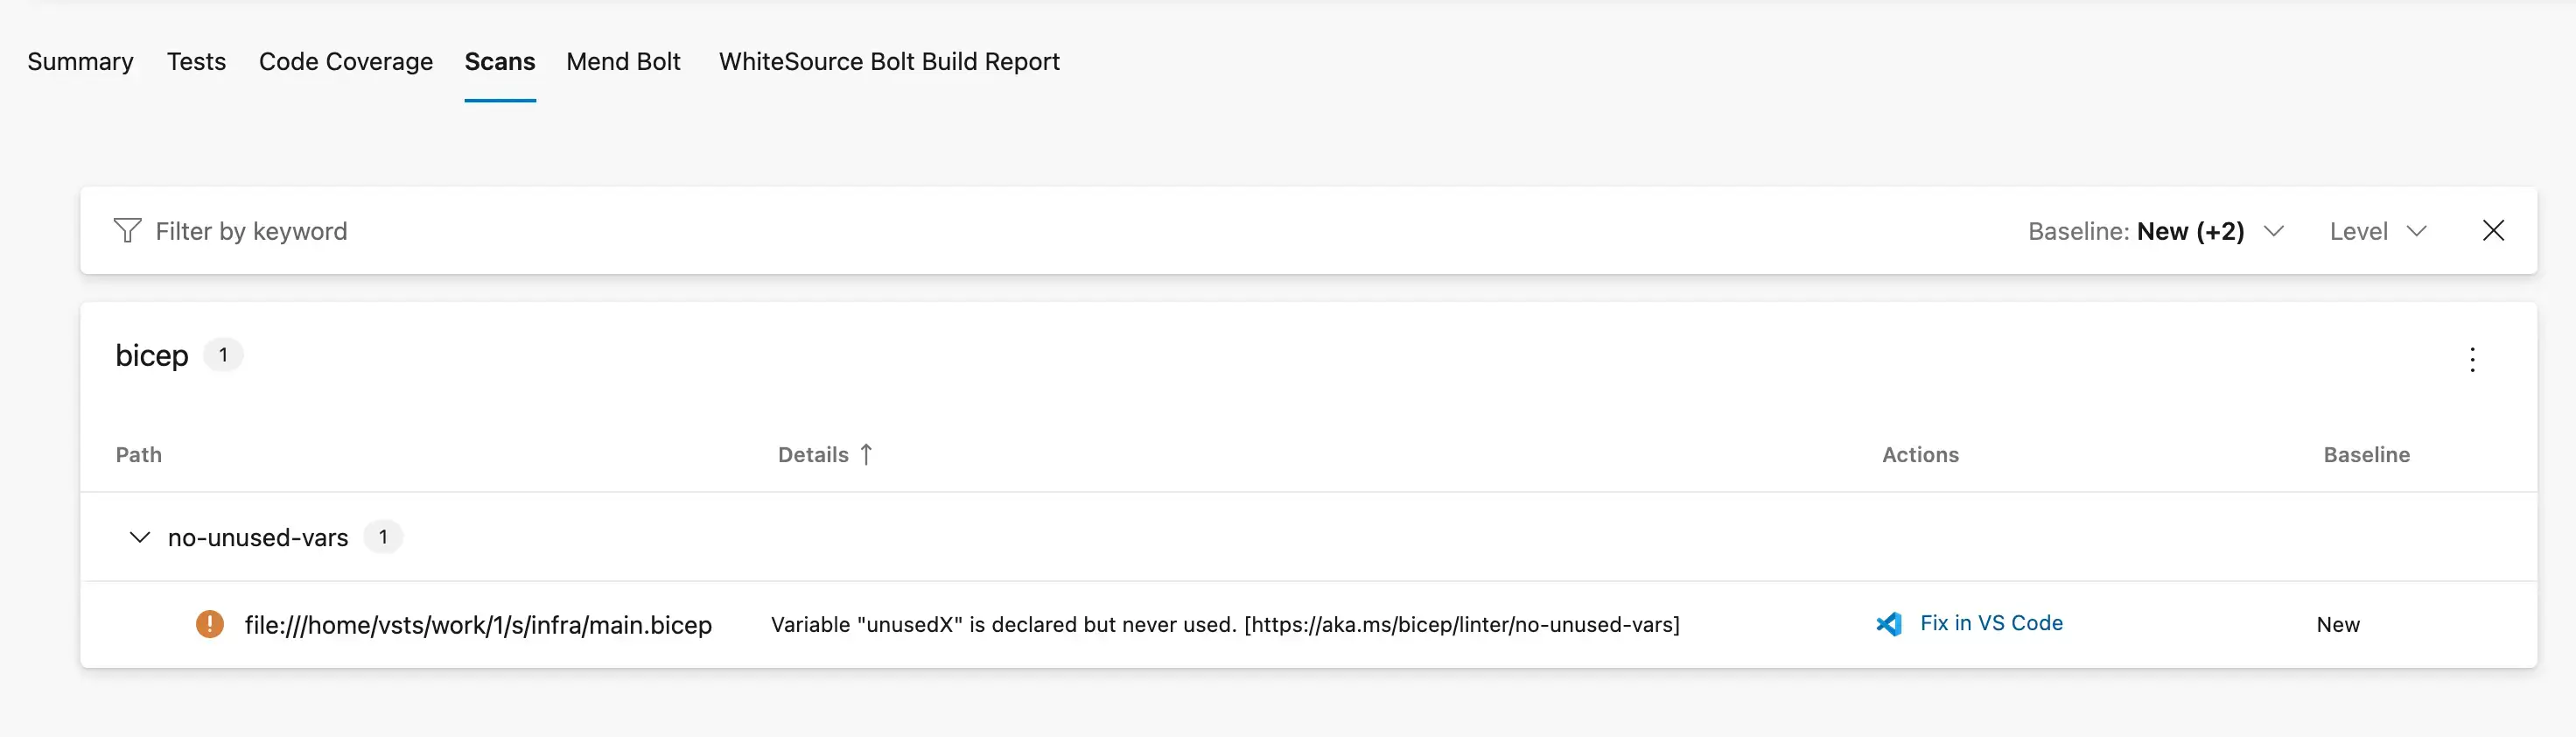 Summary Tests Code Coverage Scans Mend Bolt WhiteSource Bolt Build Report
Filter by keyword Baseline: New (+2) Level
bicep 1
Path Details ↑ Actions Baseline
no-unused-vars 1
file:///home/vsts/work/1/s/infra/main.bicep Variable "unusedX" is declared but never used. [https://aka.ms/bicep/linter/no-unused-vars] Fix in VS Code New